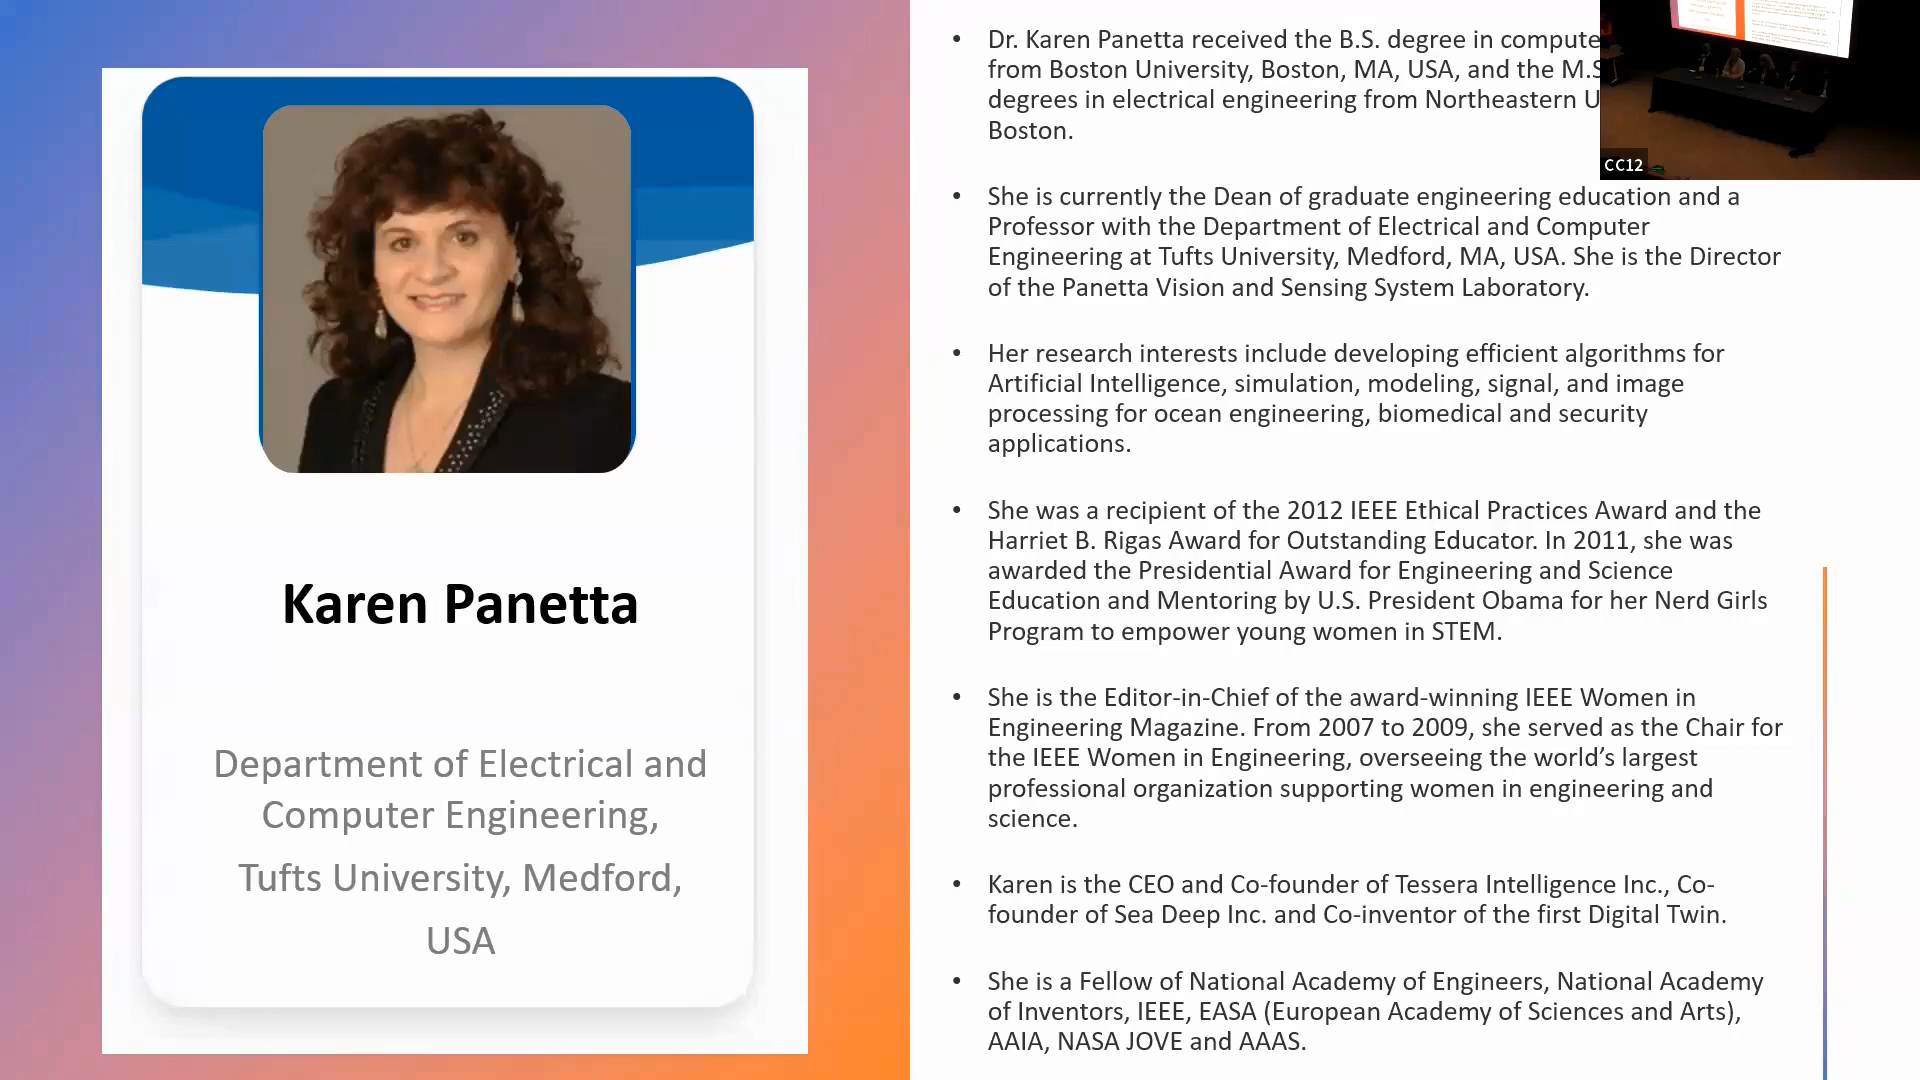 Karen Panetta
Department of Electrical and
Computer Engineering,
Tufts University, Medford,
USA
• Dr. Karen Panetta received the B.S. degree in compute
from Boston University, Boston, MA, USA, and the M.S
degrees in electrical engineering from Northeastern U
Boston.
• She is currently the Dean of graduate engineering education and a
Professor with the Department of Electrical and Computer
Engineering at Tufts University, Medford, MA, USA. She is the Director
of the Panetta Vision and Sensing System Laboratory.
• Her research interests include developing efficient algorithms for
Artificial Intelligence, simulation, modeling, signal, and image
processing for ocean engineering, biomedical and security
applications.
• She was a recipient of the 2012 IEEE Ethical Practices Award and the
Harriet B. Rigas Award for Outstanding Educator. In 2011, she was
awarded the Presidential Award for Engineering and Science
Education and Mentoring by U.S. President Obama for her Nerd Girls
Program to empower young women in STEM.
• She is the Editor-in-Chief of the award-winning IEEE Women in
Engineering Magazine. From 2007 to 2009, she served as the Chair for
the IEEE Women in Engineering, overseeing the world’s largest
professional organization supporting women in engineering and
science.
• Karen is the CEO and Co-founder of Tessera Intelligence Inc., Co-
founder of Sea Deep Inc. and Co-inventor of the first Digital Twin.
• She is a Fellow of National Academy of Engineers, National Academy
of Inventors, IEEE, EASA (European Academy of Sciences and Arts),
AAIA, NASA JOVE and AAAS.
CC12